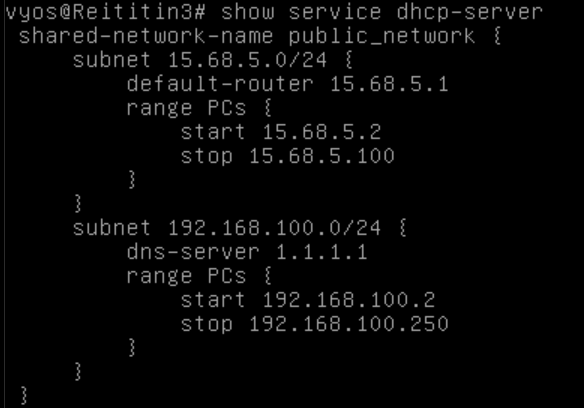 vyos@Reititin3# show service dhcp-server
shared-network-name public_network {
subnet 15.68.5.0/24 {
default-router 15.68.5.1
range PCs {
start 15.68.5.2
stop 15.68.5.100
}
}
subnet 192.168.100.0/24 {
dns-server 1.1.1.1
range PCs {
start 192.168.100.2
stop 192.168.100.250
}
}
}